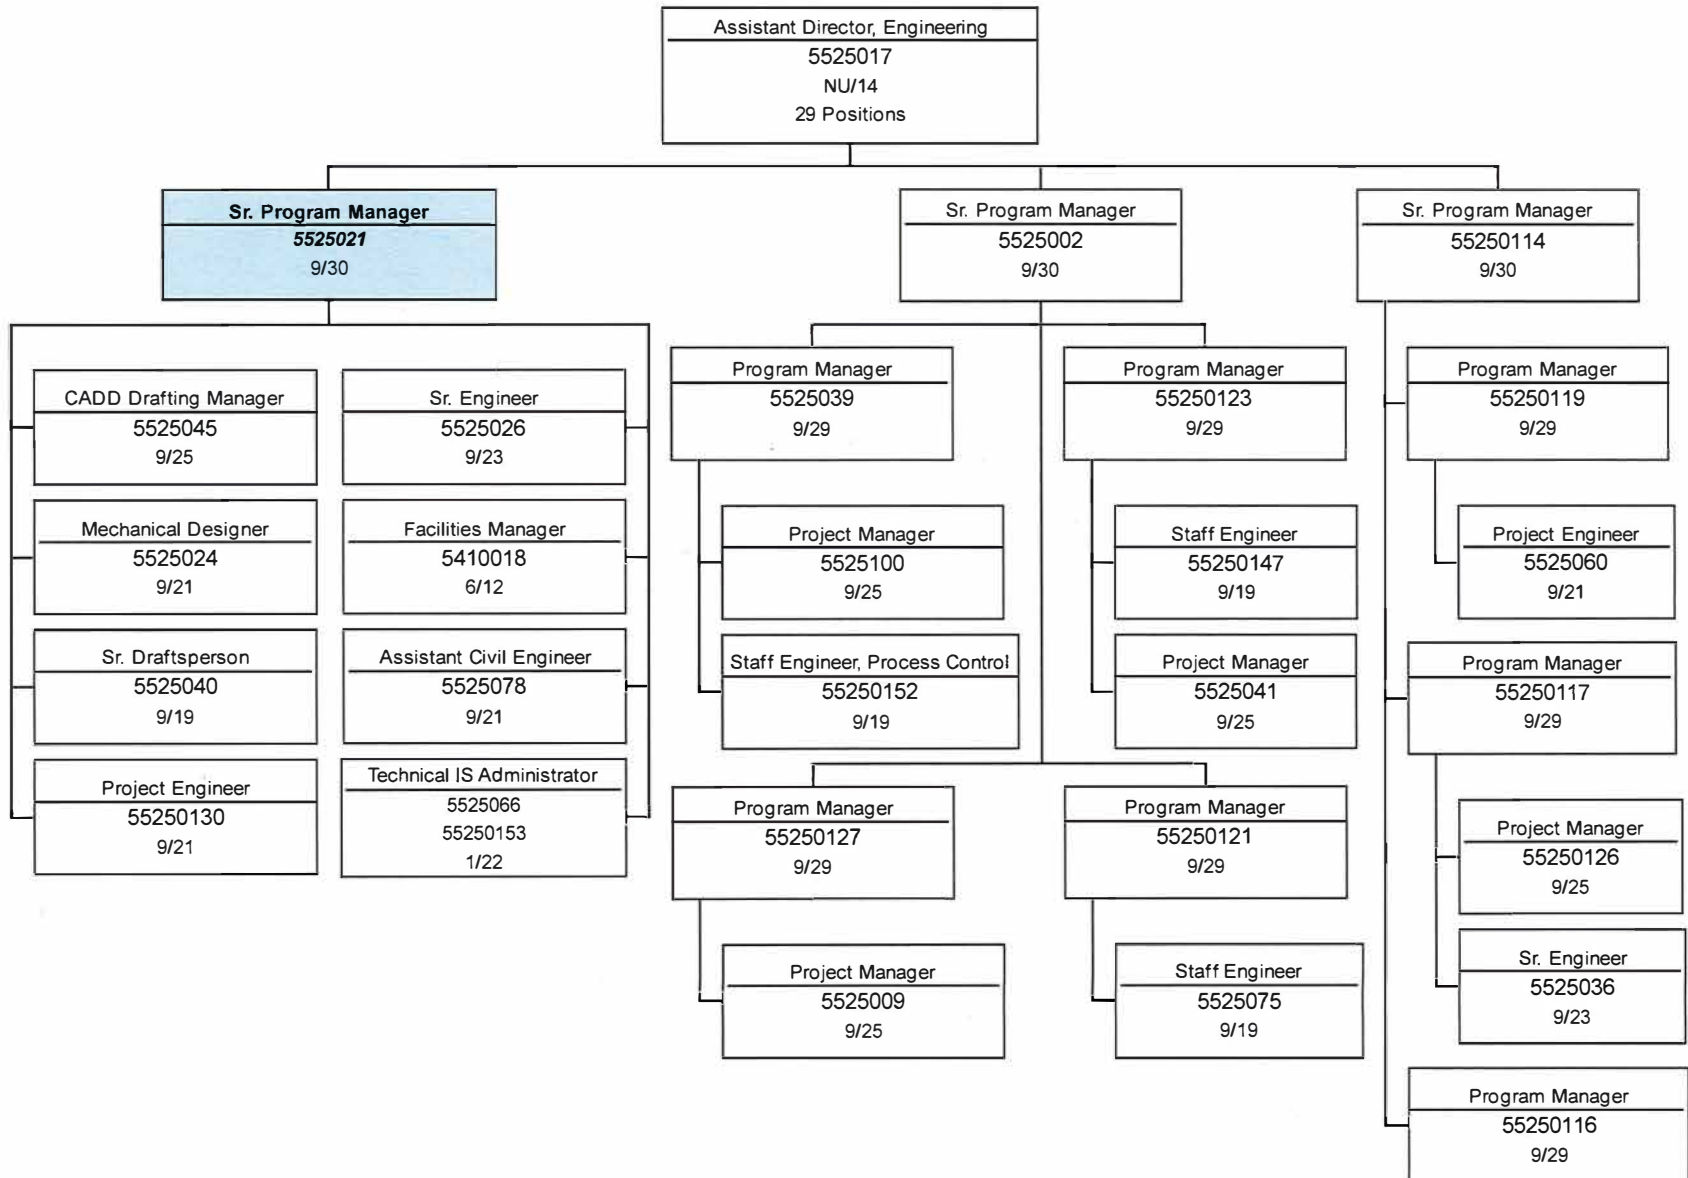 Assistant Director, Engineering
5525017
NU/14
29 Positions
Sr. Program Manager
5525021
9/30
Sr. Program Manager
5525002
9/30
Sr. Program Manager
55250114
9/30
CADD Drafting Manager
5525045
9/25
Sr. Engineer
5525026
9/23
Mechanical Designer
5525024
9/21
Facilities Manager
5410018
6/12
Sr. Draftsperson
5525040
9/19
Assistant Civil Engineer
5525078
9/21
Project Engineer
55250130
9/21
Technical IS Administrator
5525066
55250153
1/22
Program Manager
5525039
9/29
Project Manager
5525100
9/25
Staff Engineer, Process Control
55250152
9/19
Program Manager
55250123
9/29
Staff Engineer
55250147
9/19
Project Manager
5525041
9/25
Program Manager
55250127
9/29
Project Manager
5525009
9/25
Program Manager
55250121
9/29
Staff Engineer
5525075
9/19
Program Manager
55250119
9/29
Project Engineer
5525060
9/21
Program Manager
55250117
9/29
Project Manager
55250126
9/25
Sr. Engineer
5525036
9/23
Program Manager
55250116
9/29